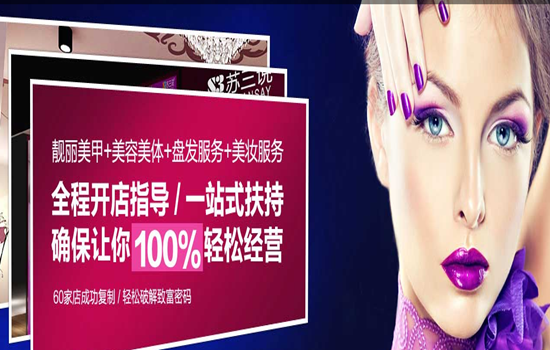 苏三说
靓丽美甲+美容美体+盘发服务+美妆服务
全程开店指导/一站式扶持
确保让你100%轻松经营
60家店成功复制/轻松破解致富密码